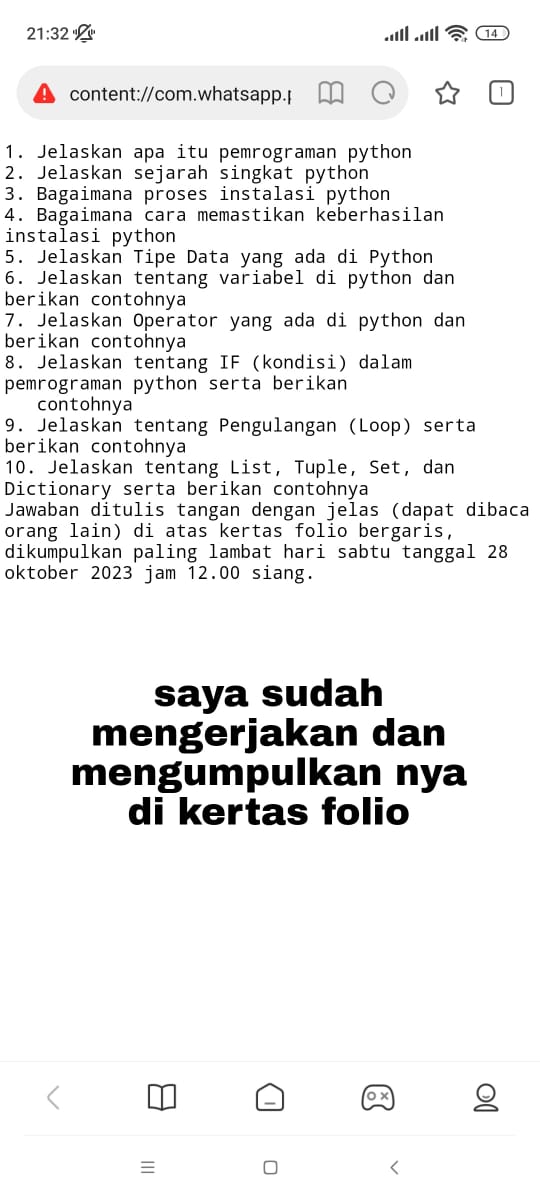 21:32
14
content://com.whatsapp.p
1
1. Jelaskan apa itu pemrograman python
2. Jelaskan sejarah singkat python
3. Bagaimana proses instalasi python
4. Bagaimana cara memastikan keberhasilan
instalasi python
5. Jelaskan Tipe Data yang ada di Python
6. Jelaskan tentang variabel di python dan
berikan contohnya
7. Jelaskan Operator yang ada di python dan
berikan contohnya
8. Jelaskan tentang IF (kondisi) dalam
pemrograman python serta berikan
contohnya
9. Jelaskan tentang Pengulangan (Loop) serta
berikan contohnya
10. Jelaskan tentang List, Tuple, Set, dan
Dictionary serta berikan contohnya
Jawaban ditulis tangan dengan jelas (dapat dibaca
orang lain) di atas kertas folio bergaris,
dikumpulkan paling lambat hari sabtu tanggal 28
oktober 2023 jam 12.00 siang.
saya sudah
mengerjakan dan
mengumpulkan nya
di kertas folio